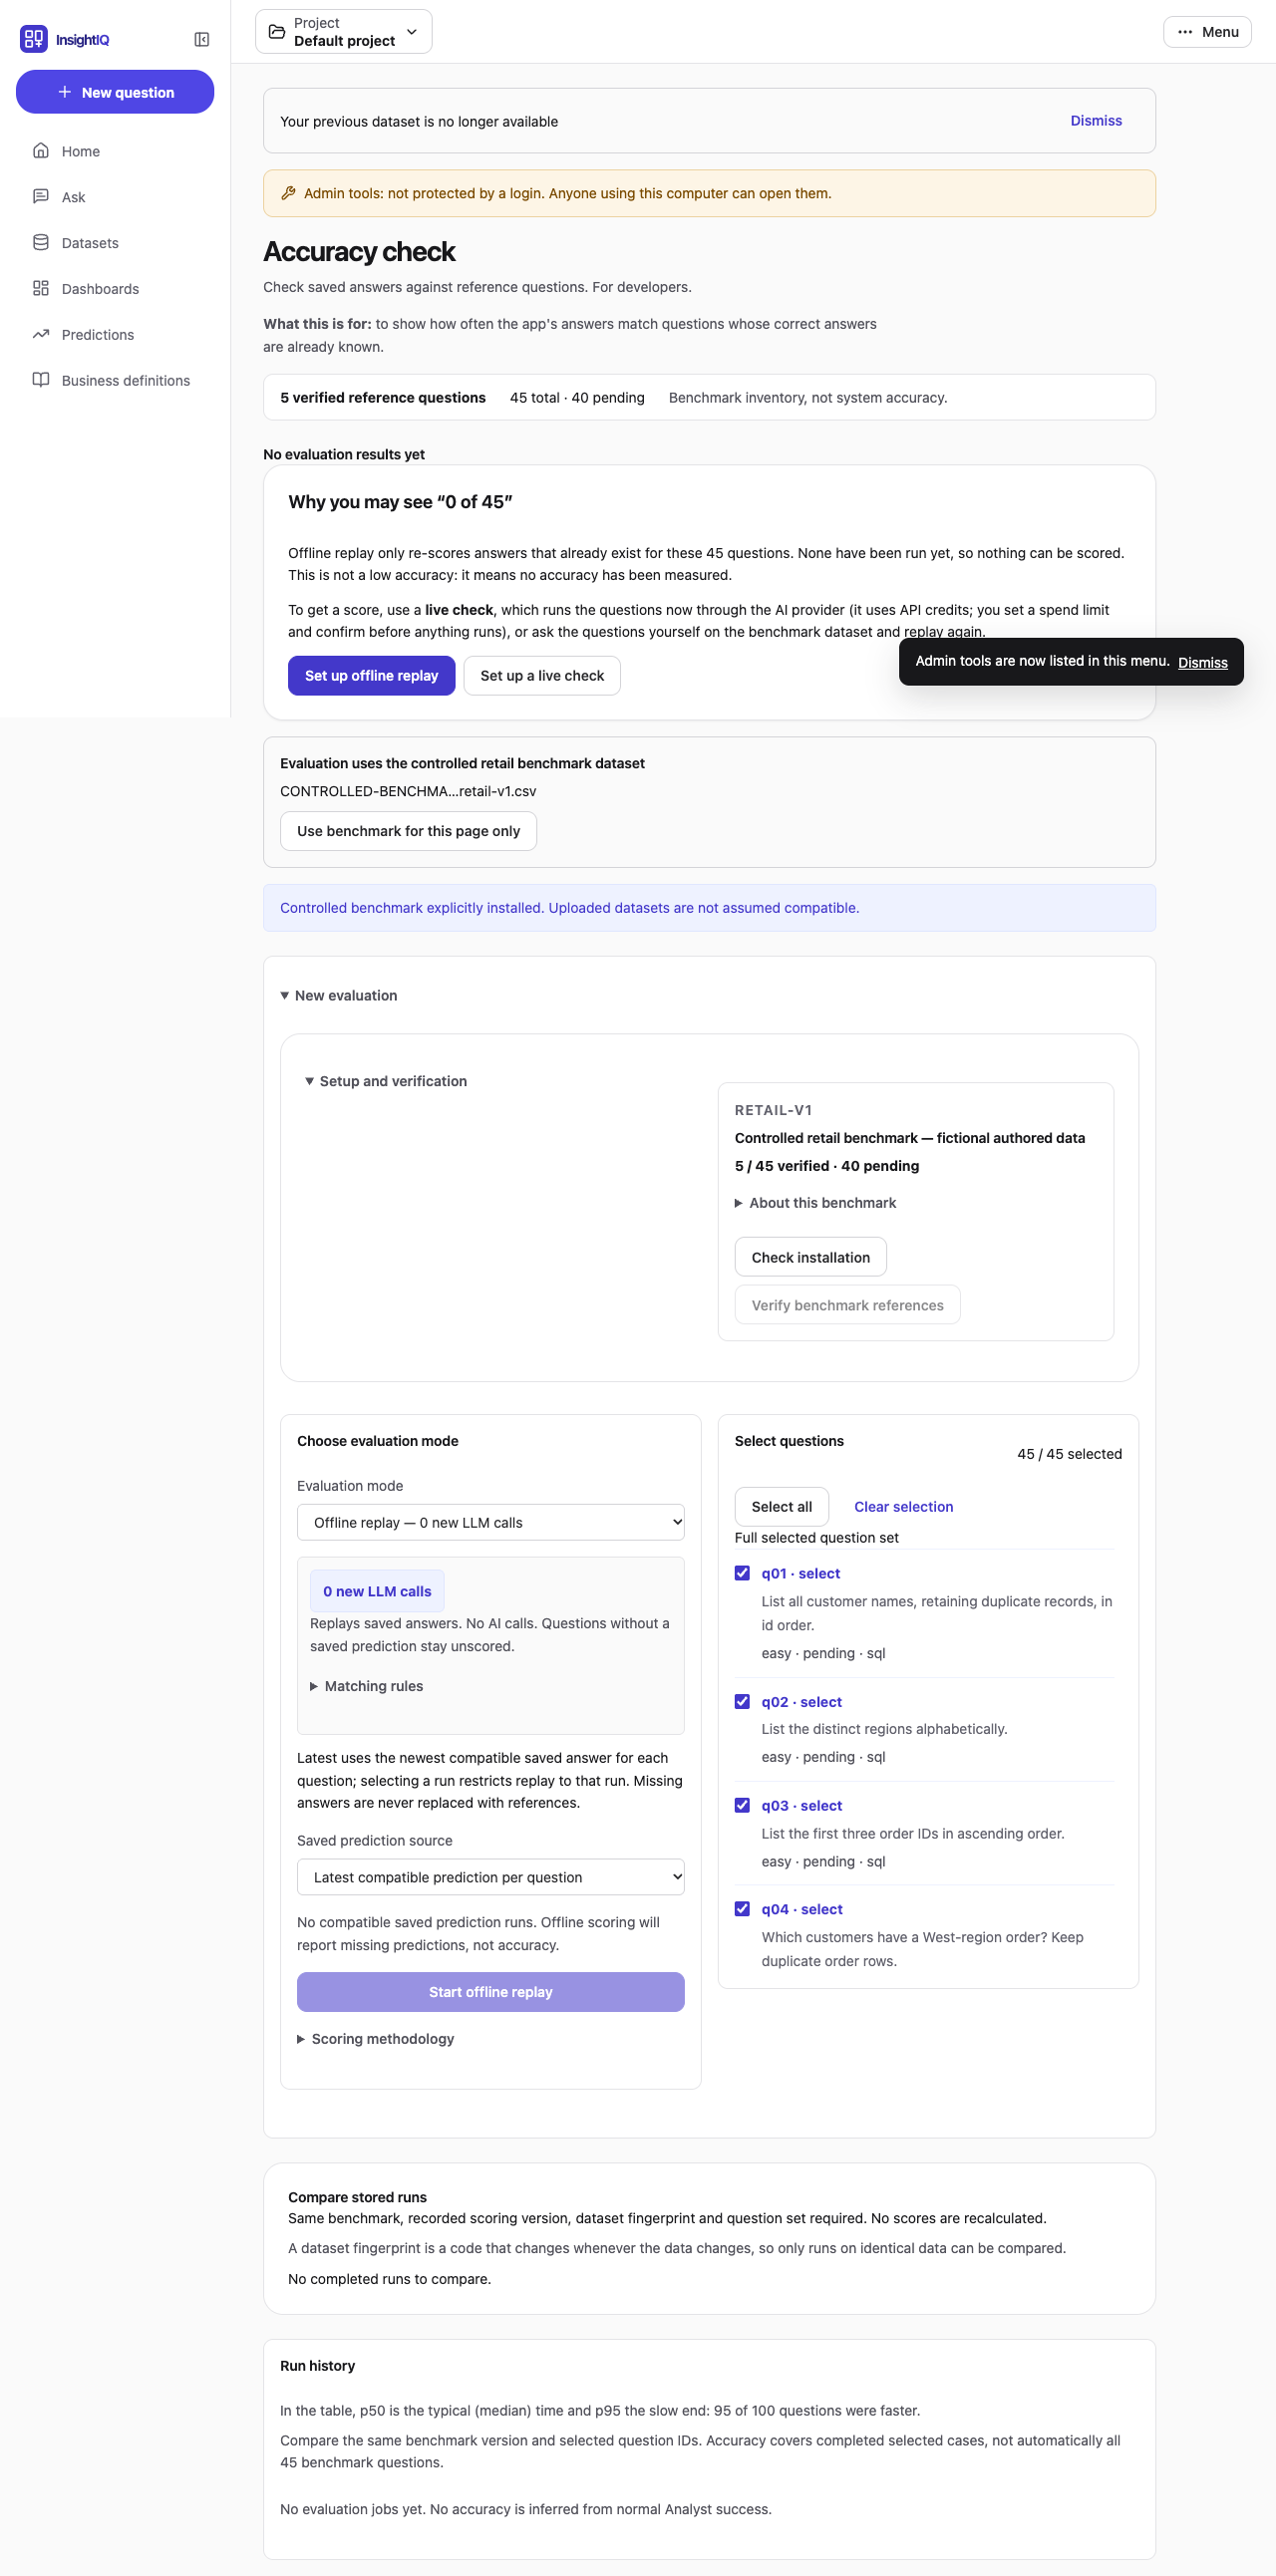 InsightIQ
New question
Home
Ask
Datasets
Dashboards
Predictions
Business definitions
Project
Default project
Menu
Your previous dataset is no longer available
Dismiss
Admin tools: not protected by a login. Anyone using this computer can open them.
Accuracy check
Check saved answers against reference questions. For developers.
What this is for: to show how often the app's answers match questions whose correct answers
are already known.
5 verified reference questions 45 total · 40 pending Benchmark inventory, not system accuracy.
No evaluation results yet
Why you may see “0 of 45”
Offline replay only re-scores answers that already exist for these 45 questions. None have been run yet, so nothing can be scored.
This is not a low accuracy: it means no accuracy has been measured.
To get a score, use a live check, which runs the questions now through the AI provider (it uses API credits; you set a spend limit
and confirm before anything runs), or ask the questions yourself on the benchmark dataset and replay again.
Set up offline replay
Set up a live check
Admin tools are now listed in this menu. Dismiss
Evaluation uses the controlled retail benchmark dataset
CONTROLLED-BENCHMA...retail-v1.csv
Use benchmark for this page only
Controlled benchmark explicitly installed. Uploaded datasets are not assumed compatible.
New evaluation
Setup and verification
RETAIL-V1
Controlled retail benchmark — fictional authored data
5 / 45 verified · 40 pending
About this benchmark
Check installation
Verify benchmark references
Choose evaluation mode
Evaluation mode
Offline replay — 0 new LLM calls
0 new LLM calls
Replays saved answers. No AI calls. Questions without a
saved prediction stay unscored.
Matching rules
Latest uses the newest compatible saved answer for each
question; selecting a run restricts replay to that run. Missing
answers are never replaced with references.
Saved prediction source
Latest compatible prediction per question
No compatible saved prediction runs. Offline scoring will
report missing predictions, not accuracy.
Start offline replay
Scoring methodology
Select questions
45 / 45 selected
Select all
Clear selection
Full selected question set
q01 · select
List all customer names, retaining duplicate records, in
id order.
easy · pending · sql
q02 · select
List the distinct regions alphabetically.
easy · pending · sql
q03 · select
List the first three order IDs in ascending order.
easy · pending · sql
q04 · select
Which customers have a West-region order? Keep
duplicate order rows.
Compare stored runs
Same benchmark, recorded scoring version, dataset fingerprint and question set required. No scores are recalculated.
A dataset fingerprint is a code that changes whenever the data changes, so only runs on identical data can be compared.
No completed runs to compare.
Run history
In the table, p50 is the typical (median) time and p95 the slow end: 95 of 100 questions were faster.
Compare the same benchmark version and selected question IDs. Accuracy covers completed selected cases, not automatically all
45 benchmark questions.
No evaluation jobs yet. No accuracy is inferred from normal Analyst success.